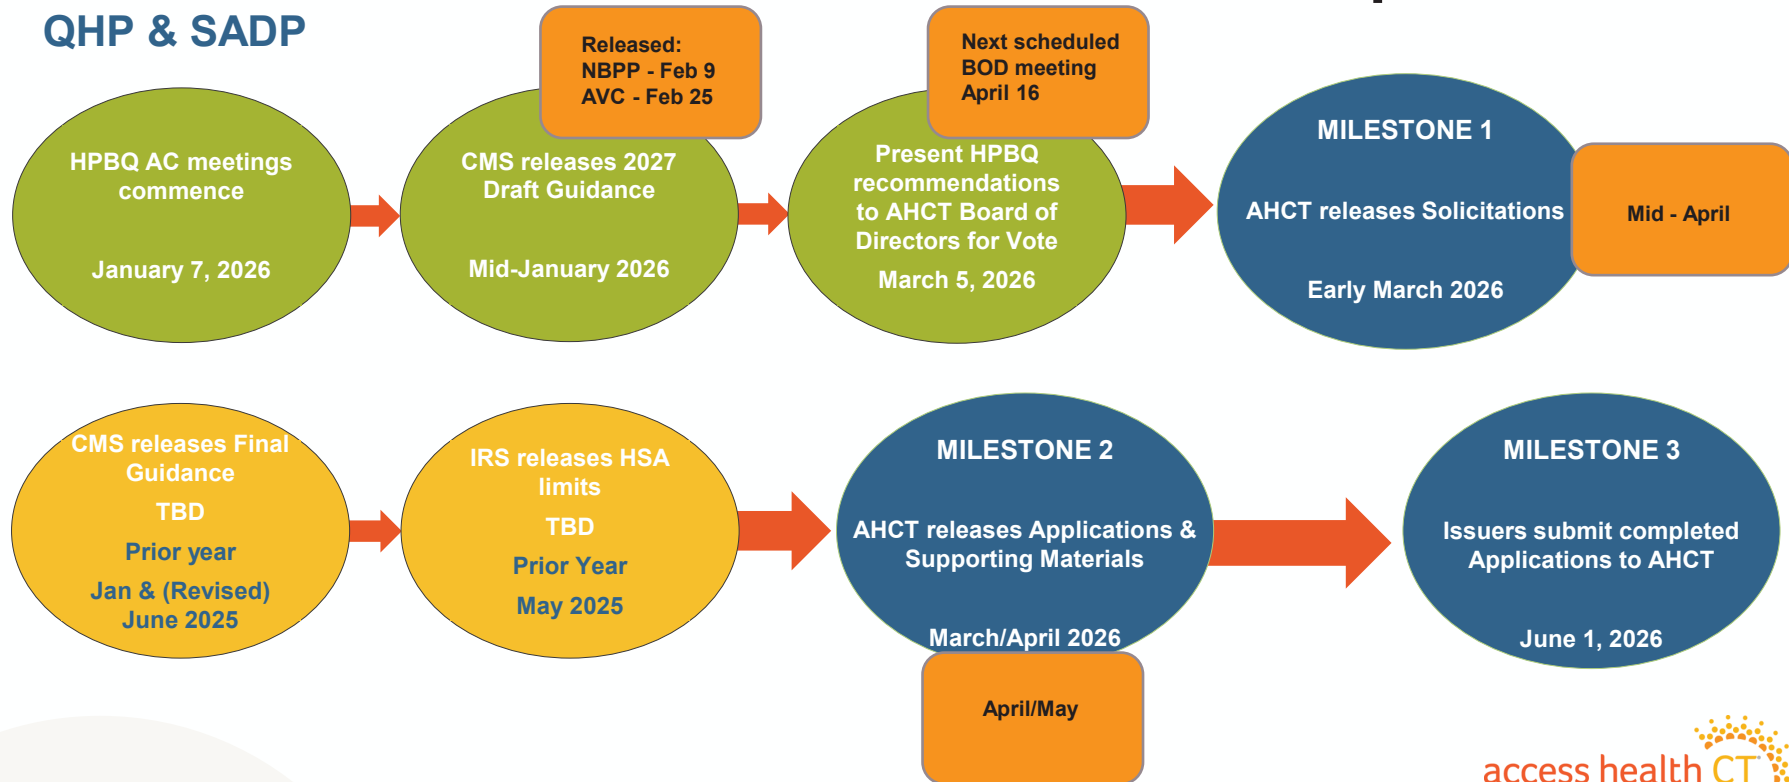 QHP & SADP
Released:
NBPP - Feb 9
AVC - Feb 25
Next scheduled
BOD meeting
April 16
HPBQ AC meetings
commence
January 7, 2026
CMS releases 2027
Draft Guidance
Mid-January 2026
Present HPBQ
recommendations
to AHCT Board of
Directors for Vote
March 5, 2026
MILESTONE 1
AHCT releases Solicitations
Early March 2026
Mid - April
CMS releases Final
Guidance
TBD
Prior year
Jan & (Revised)
June 2025
IRS releases HSA
limits
TBD
Prior Year
May 2025
MILESTONE 2
AHCT releases Applications &
Supporting Materials
March/April 2026
April/May
MILESTONE 3
Issuers submit completed
Applications to AHCT
June 1, 2026
access health CT